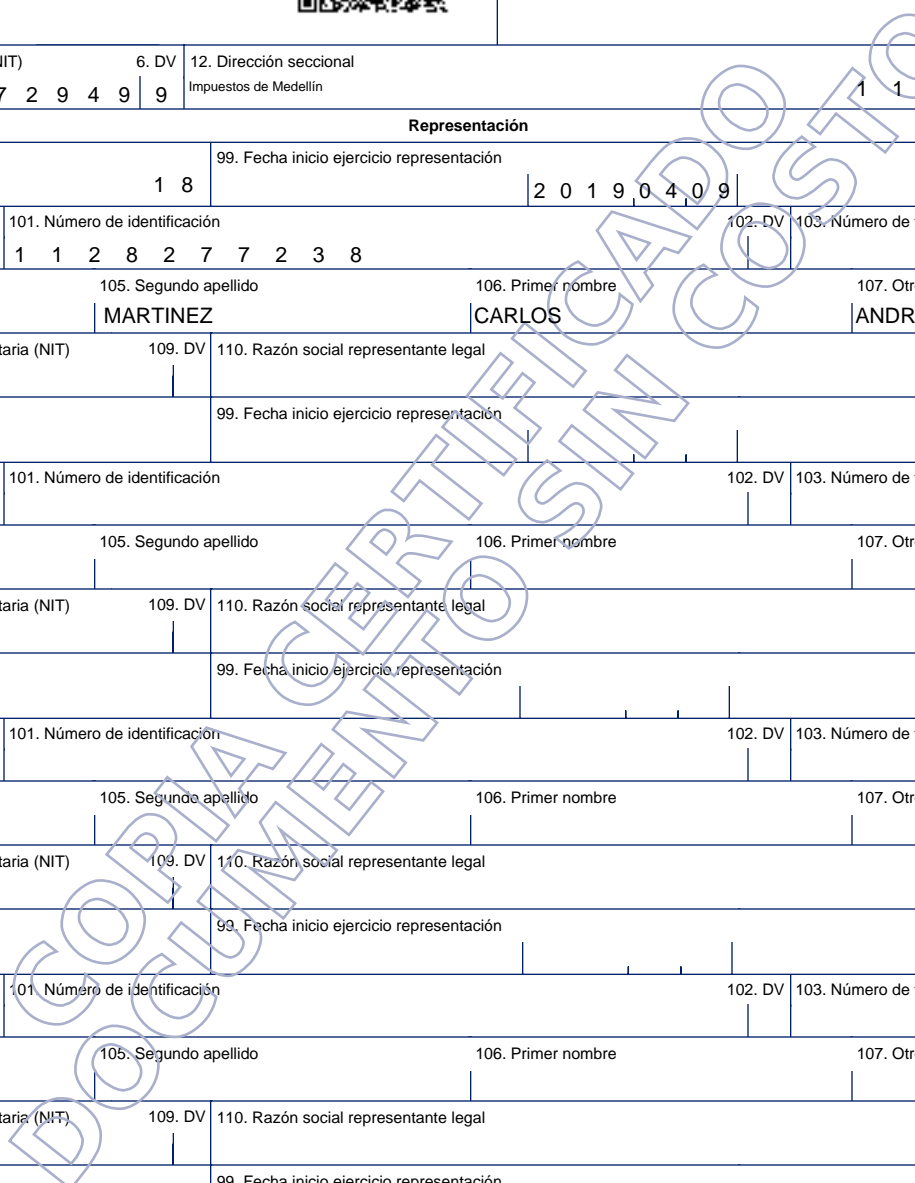 NIT) 6. DV 12. Dirección seccional
7 2 9 4 9 9 Impuestos de Medellín 1 1
Representación
99. Fecha inicio ejercicio representación
1 8 2 0 1 9 0 4 0 9
101. Número de identificación 102. DV 103. Número de
1 1 2 8 2 7 7 2 3 8
105. Segundo apellido 106. Primer nombre 107. Otr
MARTINEZ CARLOS ANDR
taria (NIT) 109. DV 110. Razón social representante legal
99. Fecha inicio ejercicio representación
101. Número de identificación 102. DV 103. Número de
105. Segundo apellido 106. Primer nombre 107. Otr
taria (NIT) 109. DV 110. Razón social representante legal
99. Fecha inicio ejercicio representación
101. Número de identificación 102. DV 103. Número de
105. Segundo apellido 106. Primer nombre 107. Otr
taria (NIT) 109. DV 110. Razón social representante legal
99. Fecha inicio ejercicio representación
101. Número de identificación 102. DV 103. Número de
105. Segundo apellido 106. Primer nombre 107. Otr
taria (NIT) 109. DV 110. Razón social representante legal
99. Fecha inicio ejercicio representación
COPIA CERTIFICADO
DOCUMENTO SIN COSTO